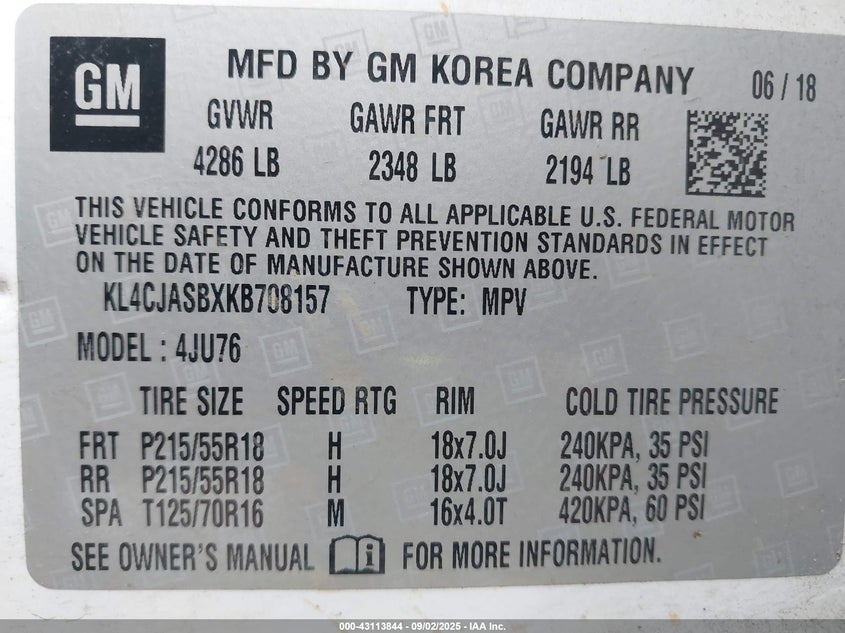 GM
MFD BY GM KOREA COMPANY 06 / 18
GVWR GAWR FRT GAWR RR
4286 LB 2348 LB 2194 LB
THIS VEHICLE CONFORMS TO ALL APPLICABLE U.S. FEDERAL MOTOR
VEHICLE SAFETY AND THEFT PREVENTION STANDARDS IN EFFECT
ON THE DATE OF MANUFACTURE SHOWN ABOVE.
KL4CJASBXKB708157 TYPE: MPV
MODEL : 4JU76
TIRE SIZE SPEED RTG RIM COLD TIRE PRESSURE
FRT P215/55R18 H 18x7.0J 240KPA, 35 PSI
RR P215/55R18 H 18x7.0J 240KPA, 35 PSI
SPA T125/70R16 M 16x4.0T 420KPA, 60 PSI
SEE OWNER'S MANUAL i FOR MORE INFORMATION.
000-43113844 - 09/02/2025 - IAA Inc.